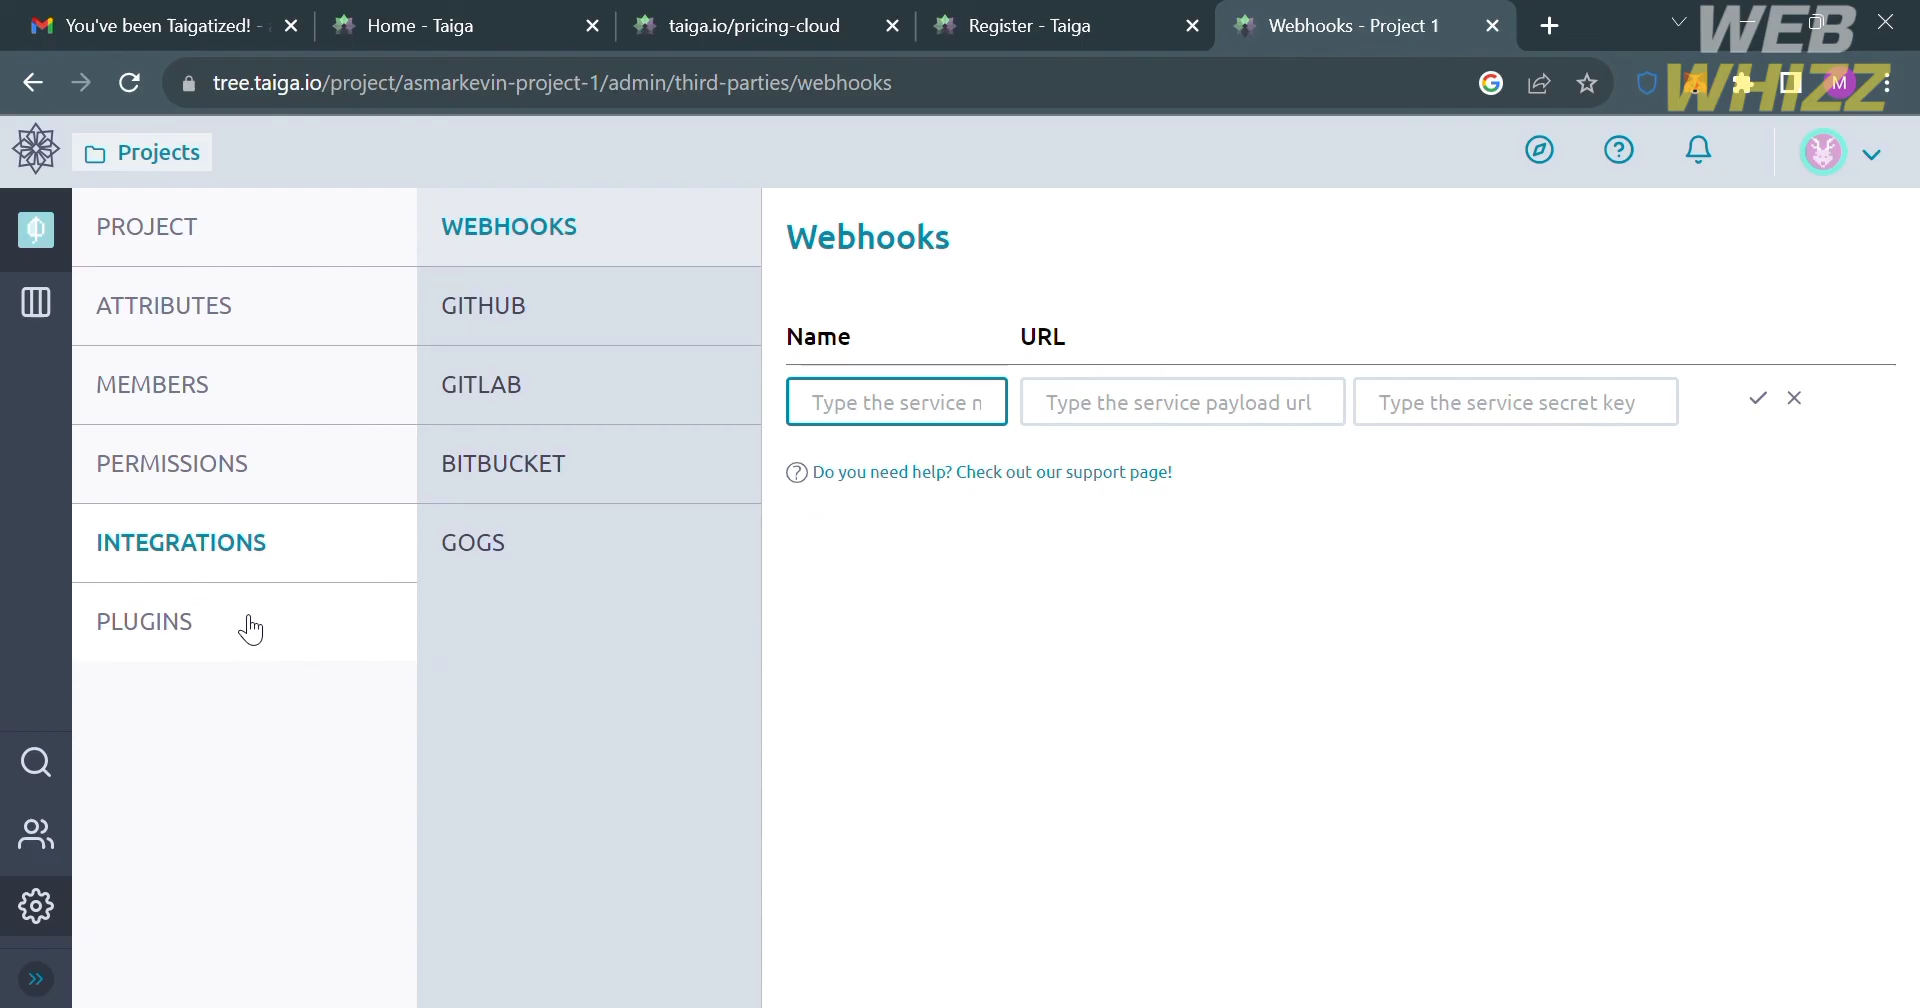 You've been Taigatized! -
Home - Taiga
taiga.io/pricing-cloud
Register - Taiga
Webhooks - Project 1
WEB
WHIZZ
tree.taiga.io/project/asmarkevin-project-1/admin/third-parties/webhooks
G
M
Projects
PROJECT
ATTRIBUTES
MEMBERS
PERMISSIONS
INTEGRATIONS
PLUGINS
WEBHOOKS
GITHUB
GITLAB
BITBUCKET
GOGS
Webhooks
Name URL
Type the service n Type the service payload url Type the service secret key
Do you need help? Check out our support page!